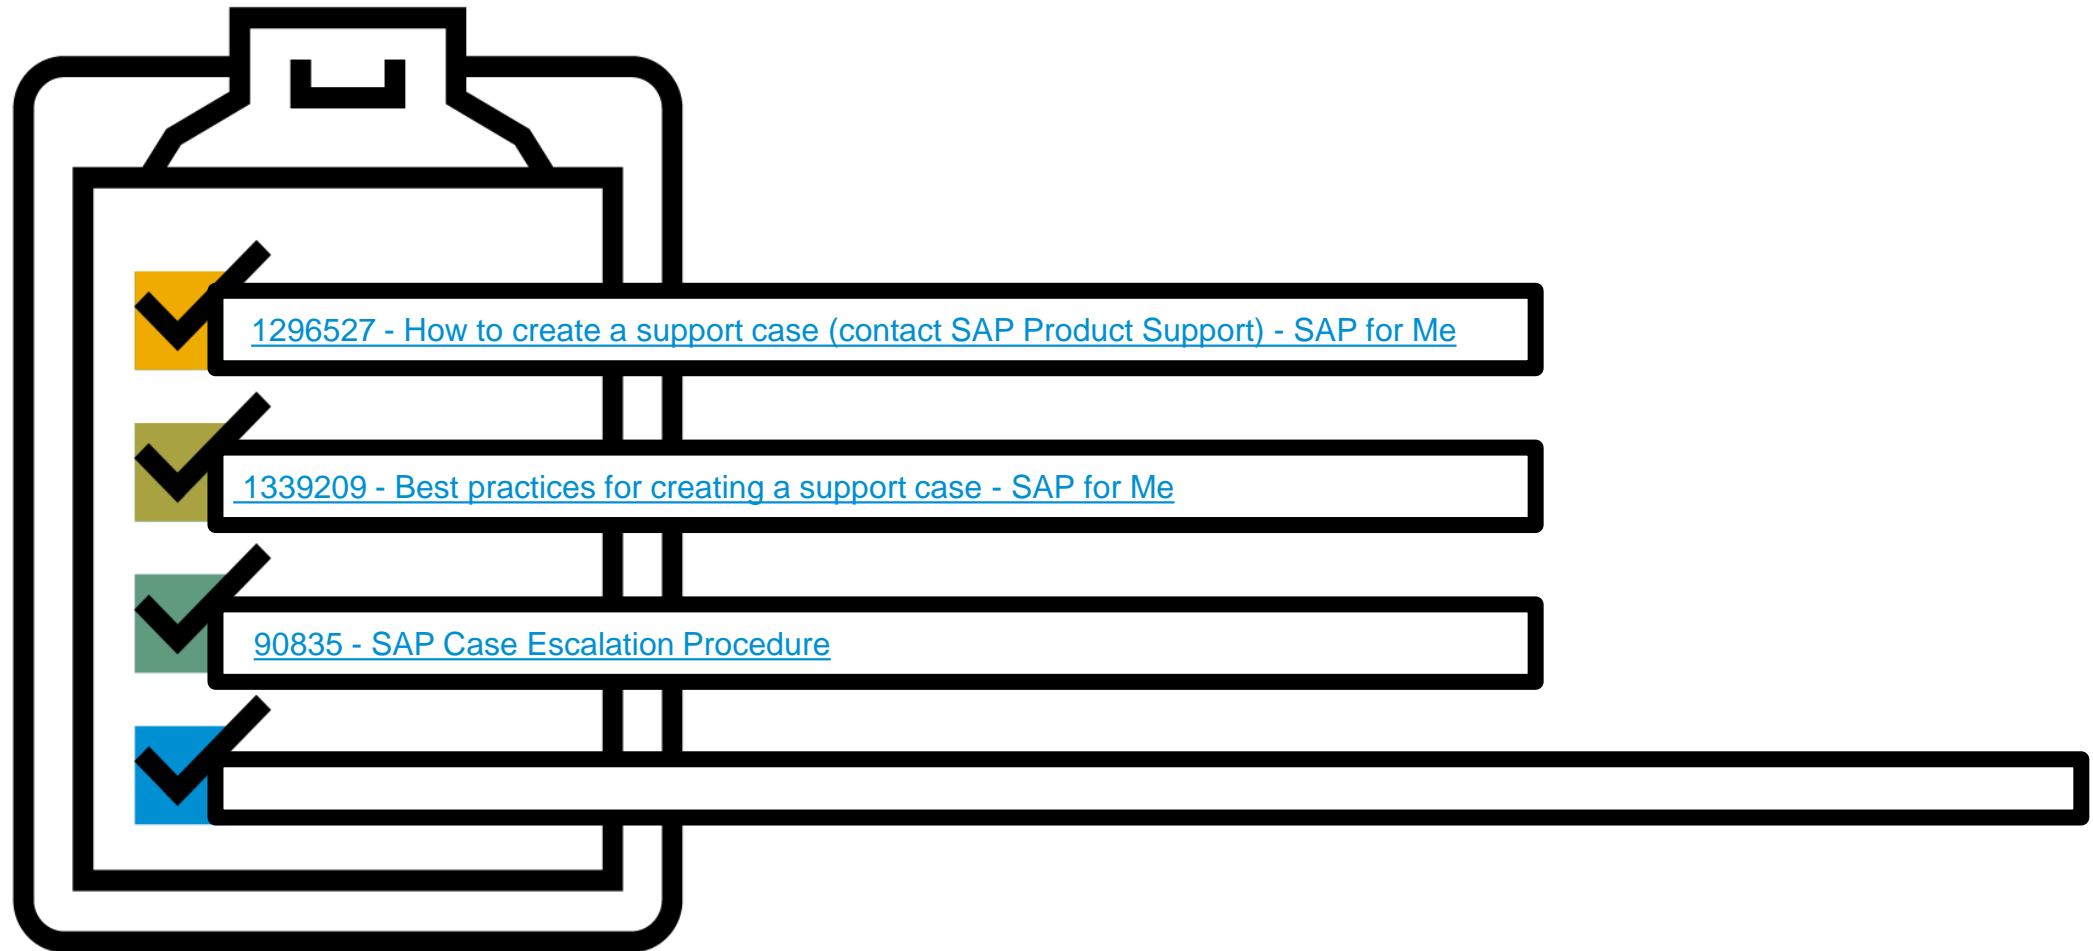 1296527 - How to create a support case (contact SAP Product Support) - SAP for Me
1339209 - Best practices for creating a support case - SAP for Me
90835 - SAP Case Escalation Procedure